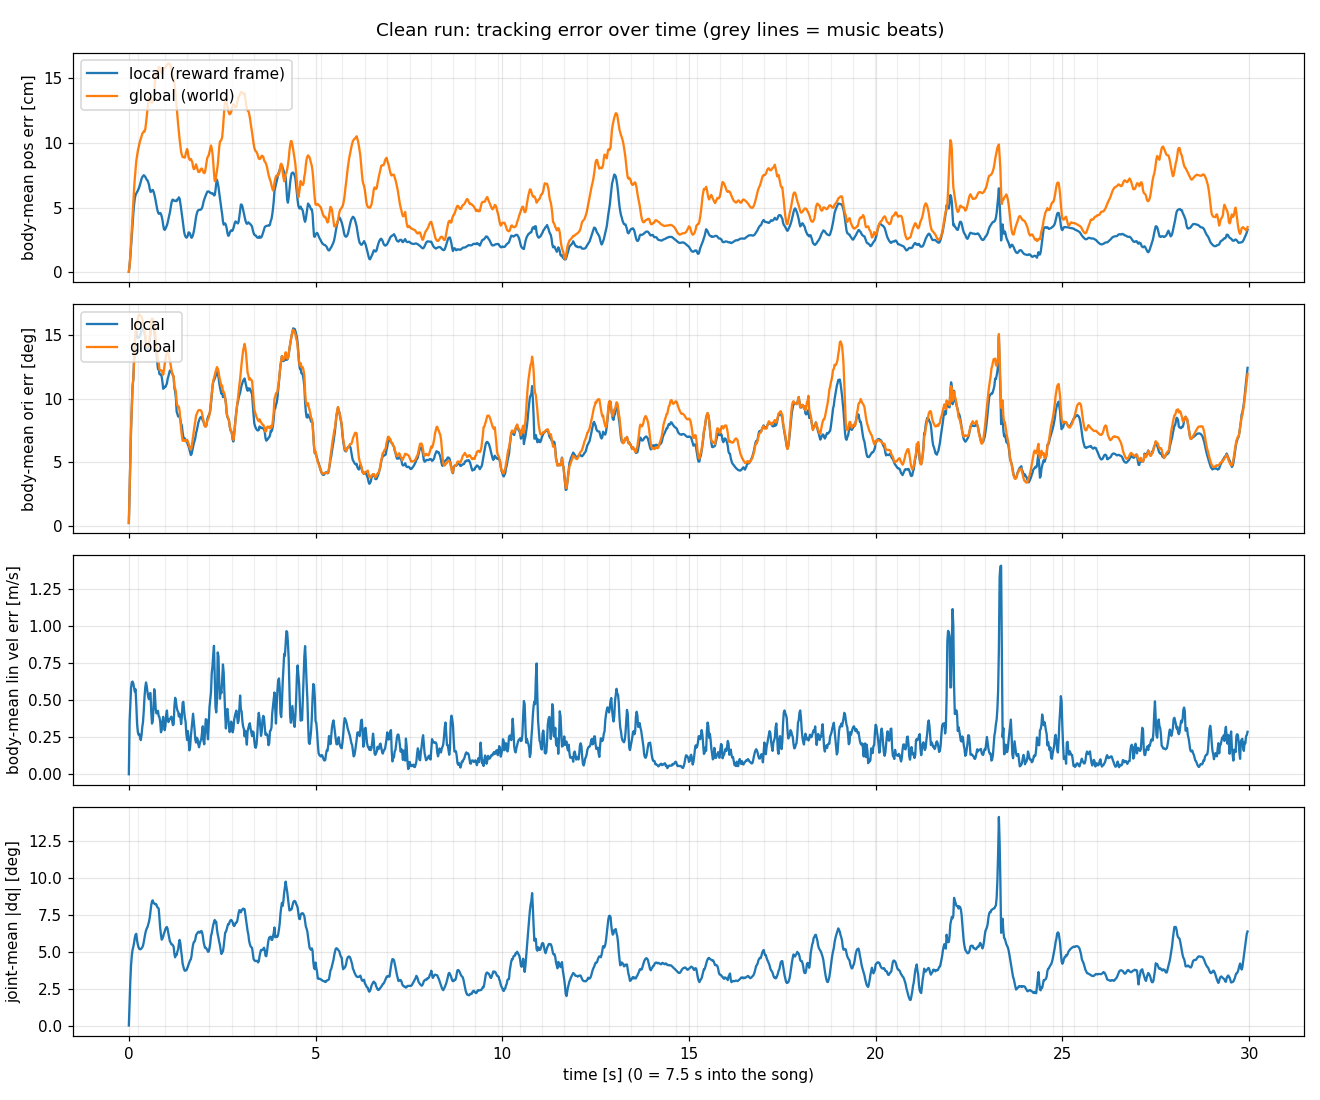 Clean run: tracking error over time (grey lines = music beats)
body-mean pos err [cm]
15
10
5
0
local (reward frame)
global (world)
body-mean ori err [deg]
15
10
5
0
local
global
body-mean lin vel err [m/s]
1.25
1.00
0.75
0.50
0.25
0.00
joint-mean |dq| [deg]
12.5
10.0
7.5
5.0
2.5
0.0
0 5 10 15 20 25 30
time [s] (0 = 7.5 s into the song)